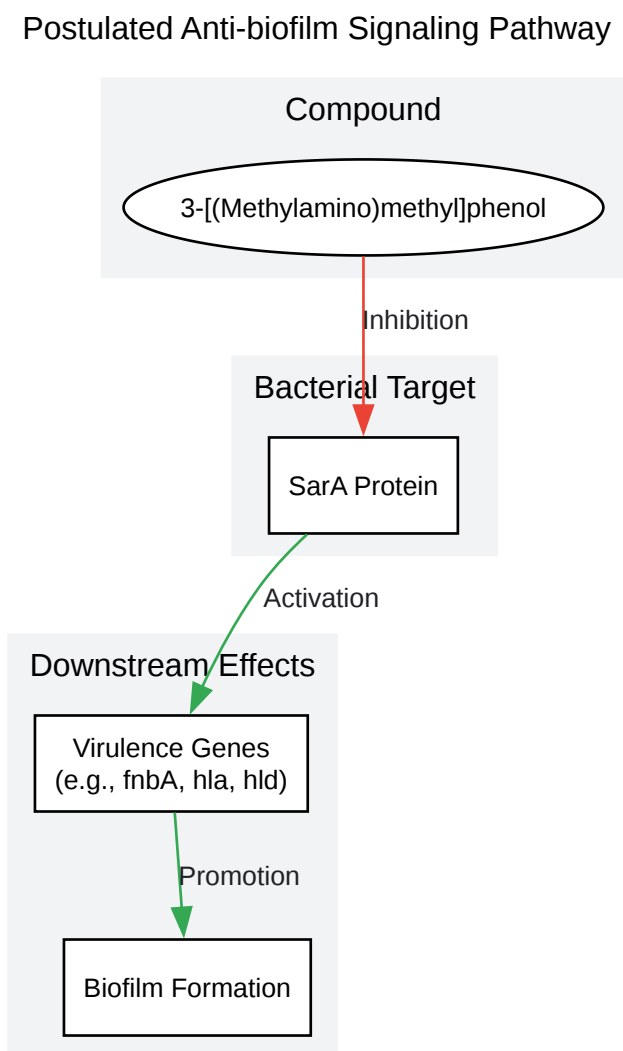 Postulated Anti-biofilm Signaling Pathway
Compound
3-[(Methylamino)methyl]phenol
Inhibition
Bacterial Target
SarA Protein
Activation
Downstream Effects
Virulence Genes
(e.g., fnbA, hla, hld)
Promotion
Biofilm Formation